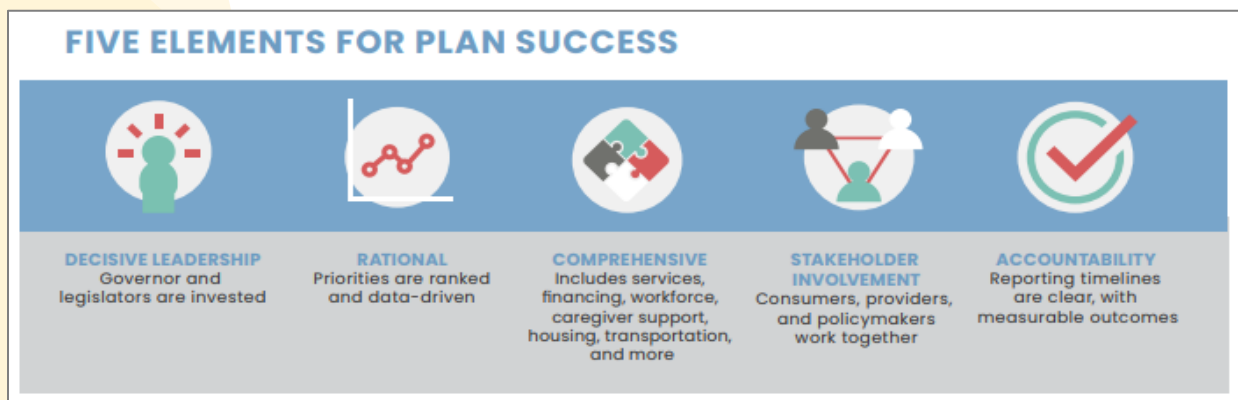 FIVE ELEMENTS FOR PLAN SUCCESS
DECISIVE LEADERSHIP
Governor and
legislators are invested
RATIONAL
Priorities are ranked
and data-driven
COMPREHENSIVE
Includes services,
financing, workforce,
caregiver support,
housing, transportation,
and more
STAKEHOLDER
INVOLVEMENT
Consumers, providers,
and policymakers
work together
ACCOUNTABILITY
Reporting timelines
are clear, with
measurable outcomes